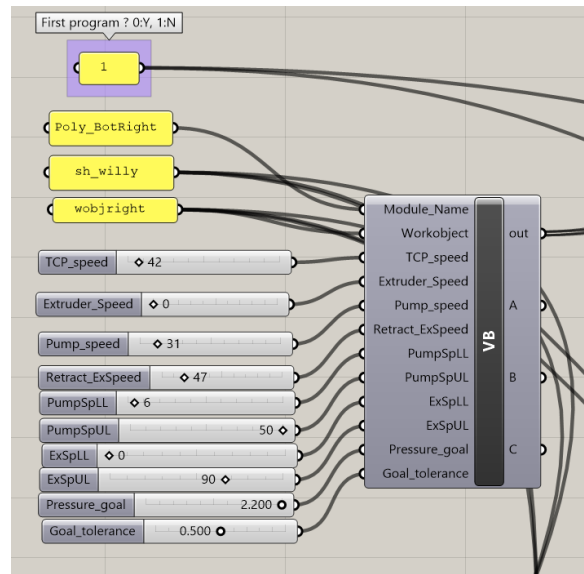 First program ? 0:Y, 1:N
1
Poly_BotRight
sh_willy
wobjright
TCP_speed 42
Extruder_Speed 0
Pump_speed 31
Retract_ExSpeed 47
PumpSpLL 6
PumpSpUL 50
ExSpLL 0
ExSpUL 90
Pressure_goal 2.200
Goal_tolerance 0.500
Module_Name
Workobject
TCP_speed
Extruder_Speed
Pump_speed
Retract_ExSpeed
PumpSpLL
PumpSpUL
ExSpLL
ExSpUL
Pressure_goal
Goal_tolerance
VB
out
A
B
C